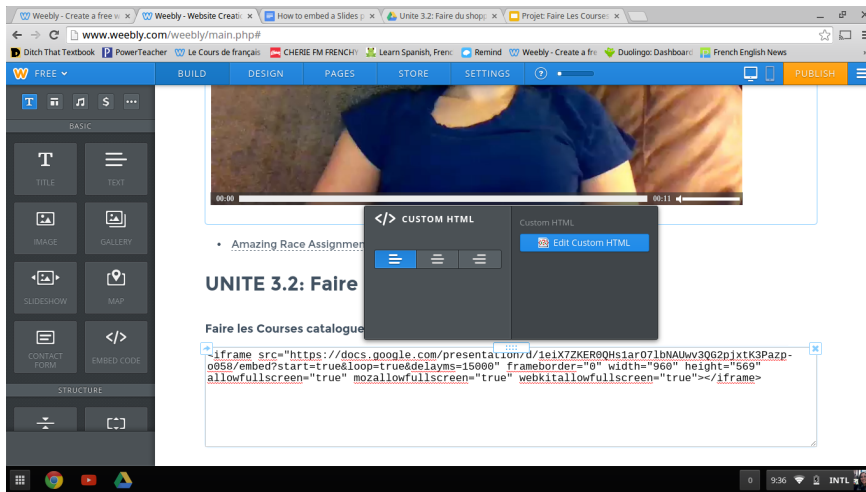 Weebly - Create a free w
Weebly - Website Creatio
How to embed a Slides p
Unite 3.2: Faire du shopp
Projet: Faire Les Courses
www.weebly.com/weebly/main.php#
Ditch That Textbook
PowerTeacher
Le Cours de français
CHERIE FM FRENCHY
Learn Spanish, Frenc
Remind
Weebly - Create a fre
Duolingo: Dashboard
French English News
FREE
BUILD
DESIGN
PAGES
STORE
SETTINGS
?
PUBLISH
BASIC
TITLE
TEXT
IMAGE
GALLERY
SLIDESHOW
MAP
CONTACT FORM
EMBED CODE
STRUCTURE
00:00
00:11
</> CUSTOM HTML
Custom HTML
Edit Custom HTML
Amazing Race Assignmen
UNITE 3.2: Faire
Faire les Courses catalogue
<iframe src="https://docs.google.com/presentation/d/1eiX7ZKER0QHs1arO7lbNAUwv3QG2pjxtK3Pazp-
o058/embed?start=true&loop=true&delayms=15000" frameborder="0" width="960" height="569"
allowfullscreen="true" mozallowfullscreen="true" webkitallowfullscreen="true"></iframe>
0
9:36
INTL